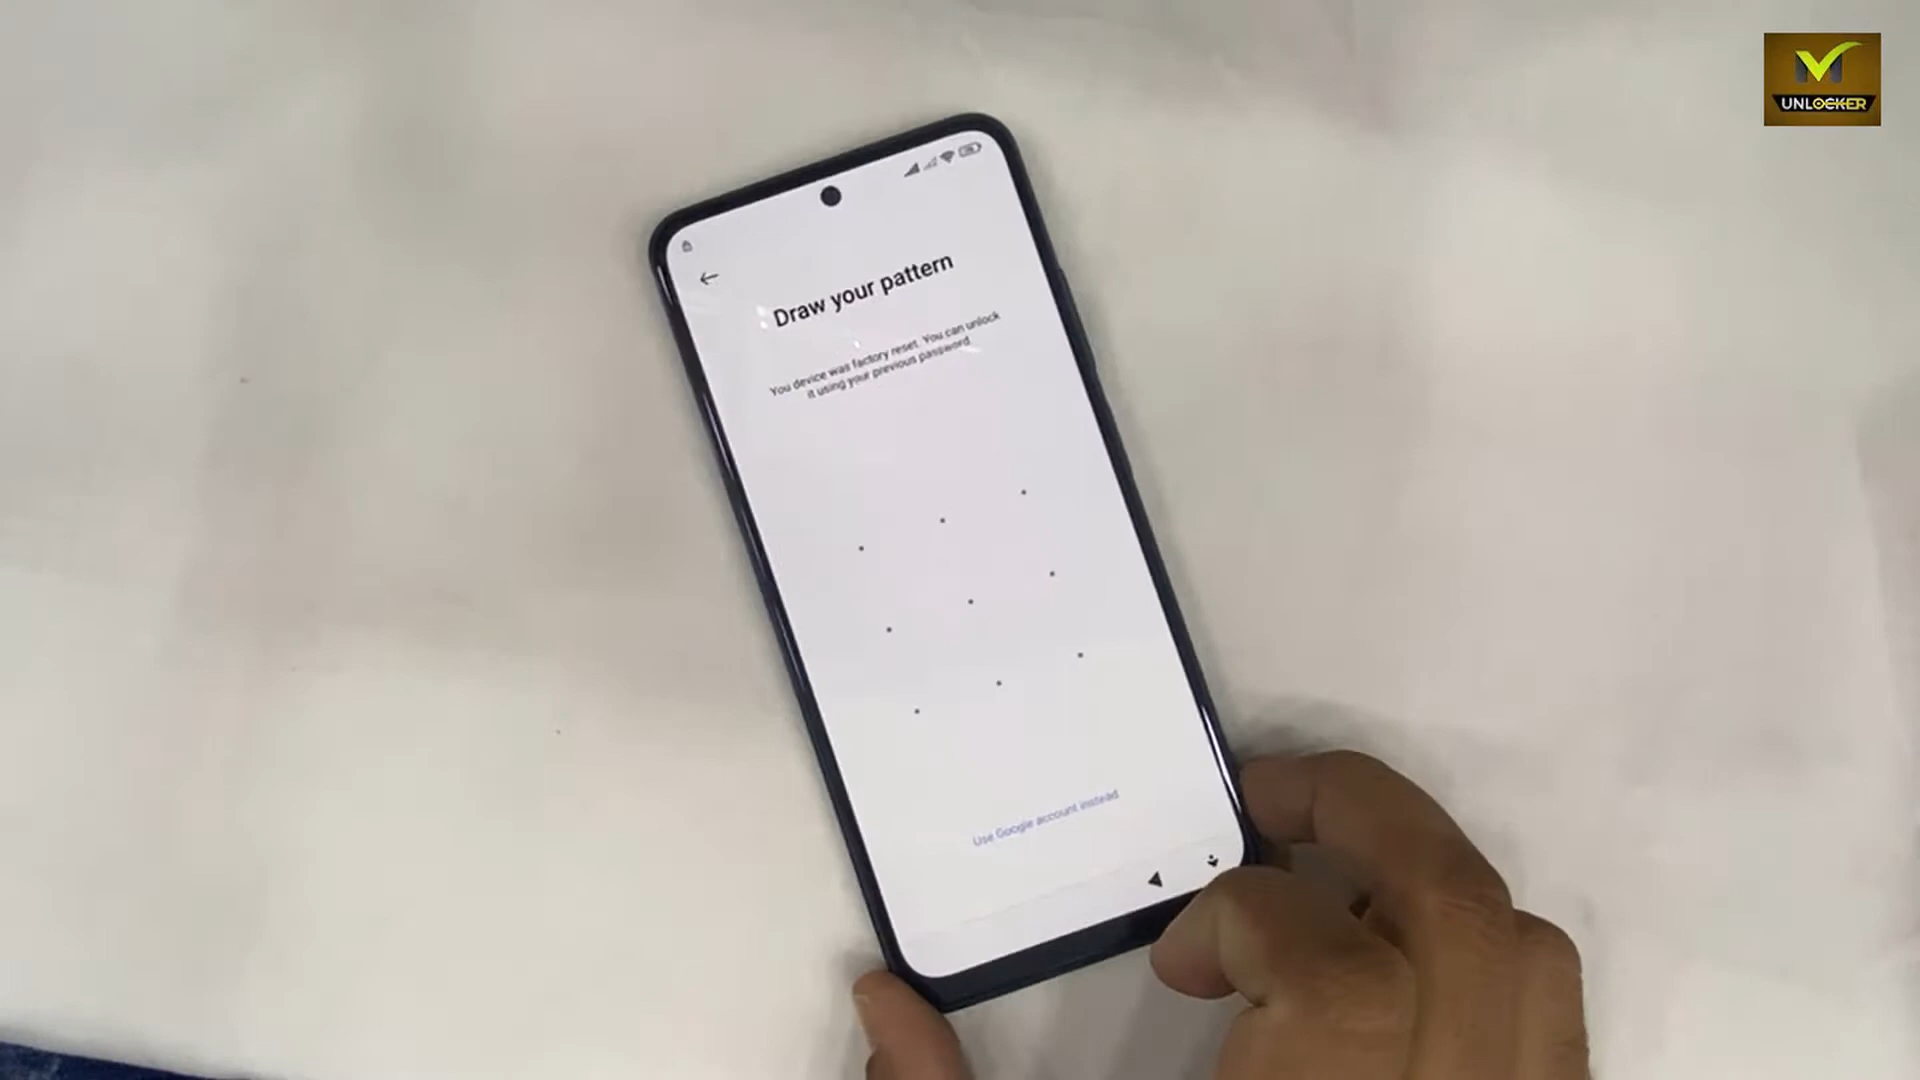 UNLOCKER
Draw your pattern
You device was factory reset. You can unlock
it using your previous password.
Use Google account instead